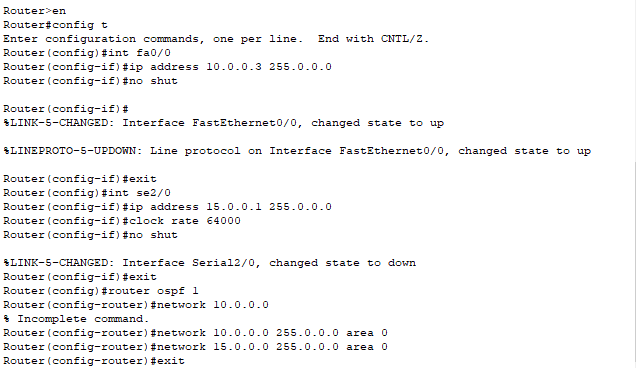 Router>en
Router#config t
Enter configuration commands, one per line.  End with CNTL/Z.
Router(config)#int fa0/0
Router(config-if)#ip address 10.0.0.3 255.0.0.0
Router(config-if)#no shut
Router(config-if)#
%LINK-5-CHANGED: Interface FastEthernet0/0, changed state to up
%LINEPROTO-5-UPDOWN: Line protocol on Interface FastEthernet0/0, changed state to up
Router(config-if)#exit
Router(config)#int se2/0
Router(config-if)#ip address 15.0.0.1 255.0.0.0
Router(config-if)#clock rate 64000
Router(config-if)#no shut
%LINK-5-CHANGED: Interface Serial2/0, changed state to down
Router(config-if)#exit
Router(config)#router ospf 1
Router(config-router)#network 10.0.0.0
% Incomplete command.
Router(config-router)#network 10.0.0.0 255.0.0.0 area 0
Router(config-router)#network 15.0.0.0 255.0.0.0 area 0
Router(config-router)#exit